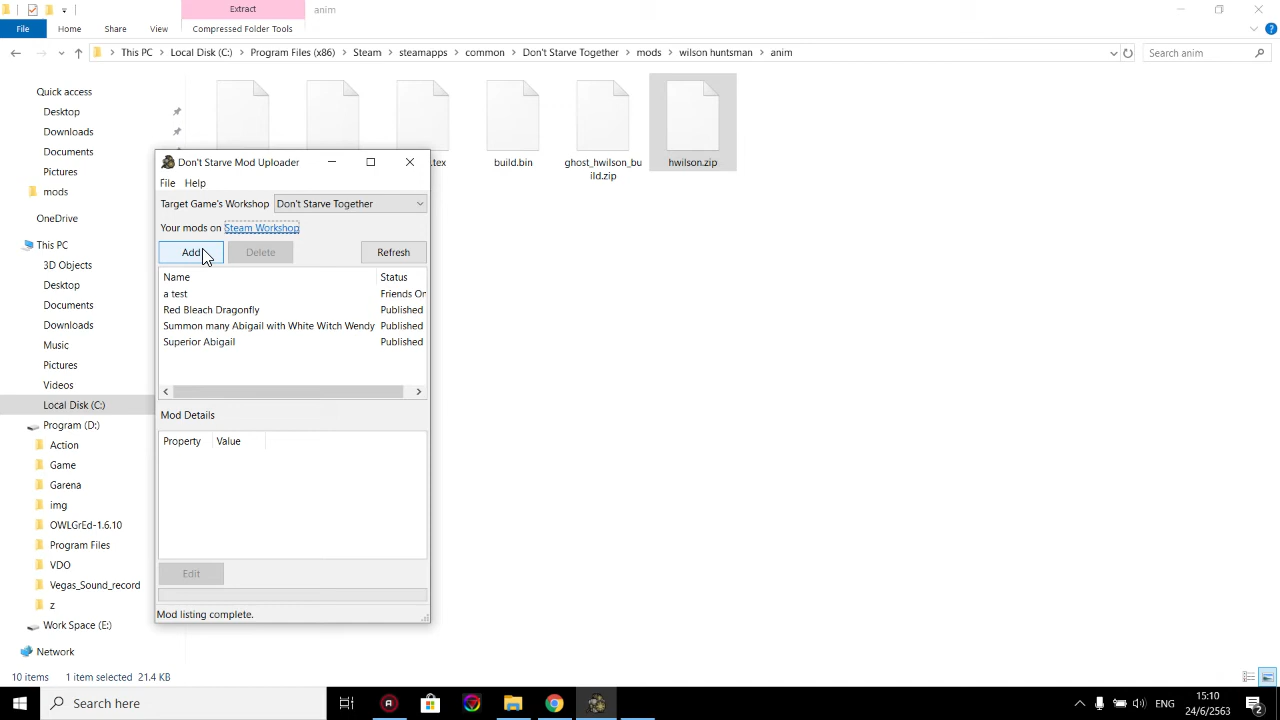 Extract
anim
File
Home
Share
View
Compressed Folder Tools
This PC
Local Disk (C:)
Program Files (x86)
Steam
steamapps
common
Don't Starve Together
mods
wilson huntsman
anim
Search anim
Quick access
Desktop
Downloads
Documents
Pictures
mods
OneDrive
This PC
3D Objects
Desktop
Documents
Downloads
Music
Pictures
Videos
Local Disk (C:)
Program (D:)
Action
Game
Garena
img
OWLGrEd-1.6.10
Program Files
VDO
Vegas_Sound_record
z
Work Space (E:)
Network
.tex
build.bin
ghost_hwilson_bu
ild.zip
hwilson.zip
Don't Starve Mod Uploader
File
Help
Target Game's Workshop
Don't Starve Together
Your mods on Steam Workshop
Add
Delete
Refresh
Name
Status
a test
Friends On
Red Bleach Dragonfly
Published
Summon many Abigail with White Witch Wendy
Published
Superior Abigail
Published
Mod Details
Property
Value
Edit
Mod listing complete.
10 items
1 item selected 21.4 KB
Search here
ENG
15:10
24/6/2563
2